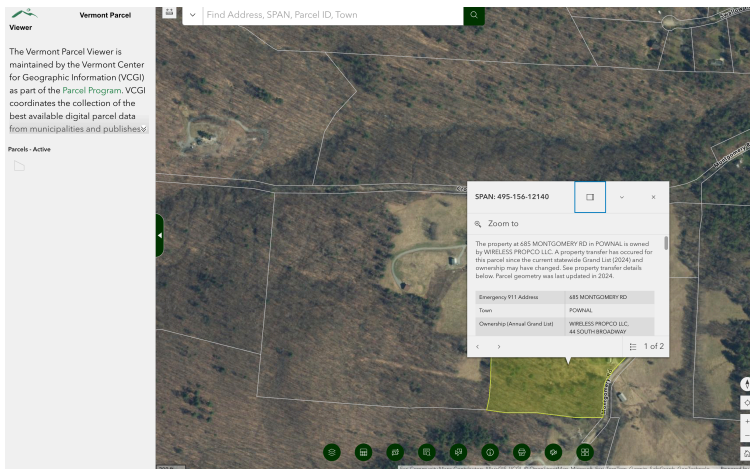 Vermont Parcel
Viewer
The Vermont Parcel Viewer is
maintained by the Vermont Center
for Geographic Information (VCGI)
as part of the Parcel Program. VCGI
coordinates the collection of the
best available digital parcel data
from municipalities and publishes
Parcels - Active
Find Address, SPAN, Parcel ID, Town
SPAN: 495-156-12140
Zoom to
The property at 685 MONTGOMERY RD in POWNAL is owned
by WIRELESS PROPCO LLC. A property transfer has occured for
this parcel since the current statewide Grand List (2024) and
ownership may have changed. See property transfer details
below. Parcel geometry was last updated in 2024.
Emergency 911 Address 685 MONTGOMERY RD
Town POWNAL
Ownership (Annual Grand List) WIRELESS PROPCO LLC,
44 SOUTH BROADWAY
1 of 2